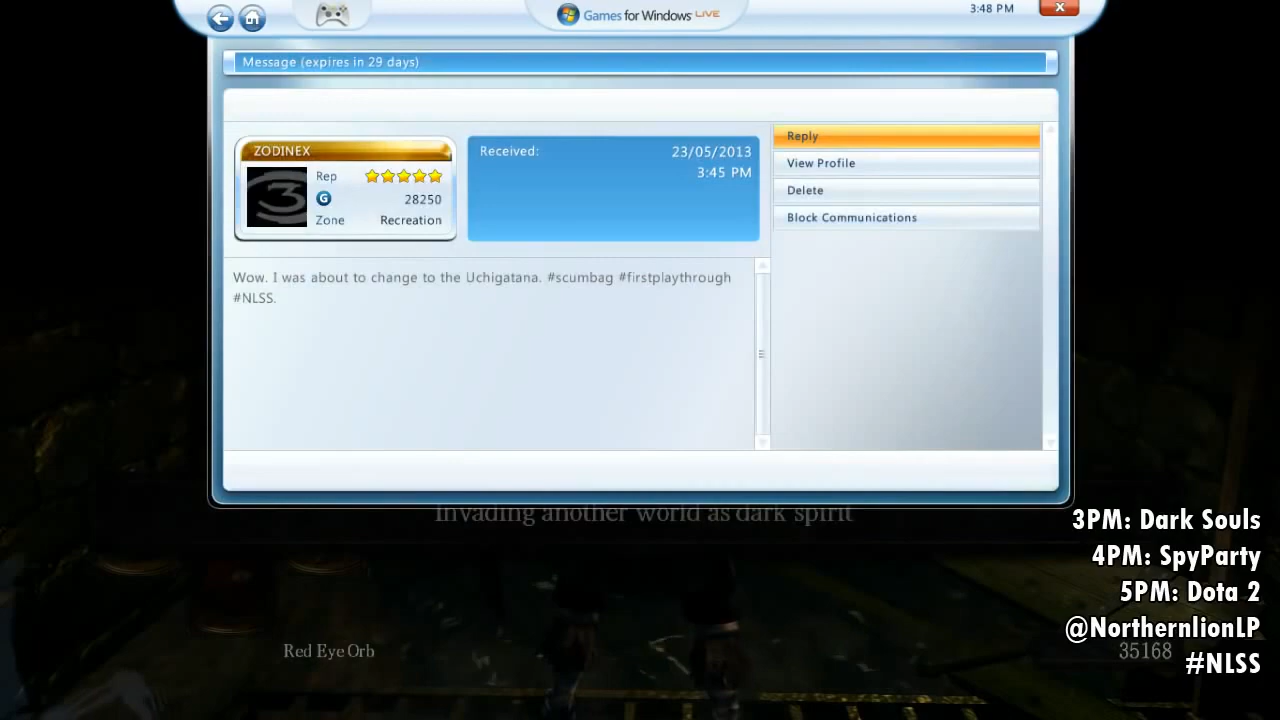 Games for Windows LIVE
3:48 PM
Message (expires in 29 days)
ZODINEX
Rep
G
28250
Zone
Recreation
Received:
23/05/2013
3:45 PM
Reply
View Profile
Delete
Block Communications
Wow. I was about to change to the Uchigatana. #scumbag #firstplaythrough
#NLSS.
Invading another world as dark spirit
3PM: Dark Souls
4PM: SpyParty
5PM: Dota 2
@NorthernlionLP
#NLSS
Red Eye Orb
35168